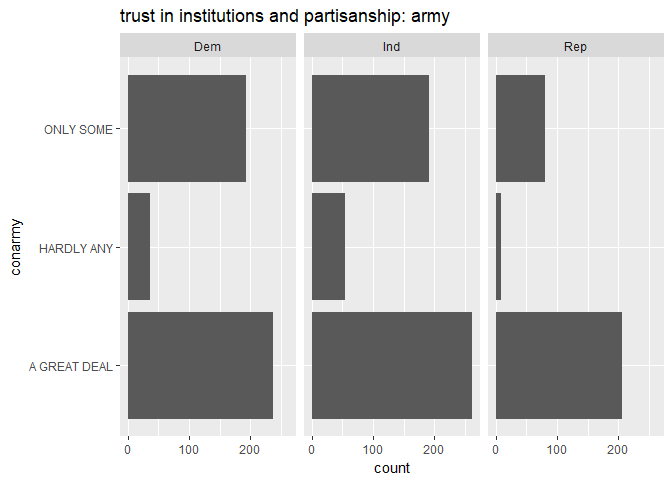 trust in institutions and partisanship: army
Dem Ind Rep
ONLY SOME
HARDLY ANY
A GREAT DEAL
conarmy
0 100 200 0 100 200 0 100 200
count